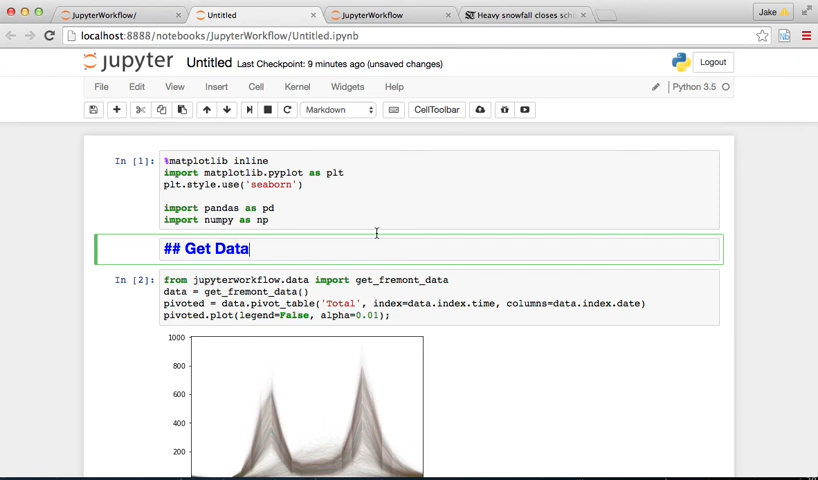 JupyterWorkflow/
Untitled
JupyterWorkflow
Heavy snowfall closes sch
Jake
localhost:8888/notebooks/JupyterWorkflow/Untitled.ipynb
jupyter Untitled Last Checkpoint: 9 minutes ago (unsaved changes)
Logout
File Edit View Insert Cell Kernel Widgets Help
Python 3.5
Markdown
CellToolbar
In [1]: %matplotlib inline
import matplotlib.pyplot as plt
plt.style.use('seaborn')
import pandas as pd
import numpy as np
## Get Data
In [2]: from jupyterworkflow.data import get_fremont_data
data = get_fremont_data()
pivoted = data.pivot_table('Total', index=data.index.time, columns=data.index.date)
pivoted.plot(legend=False, alpha=0.01);
1000
800
600
400
200